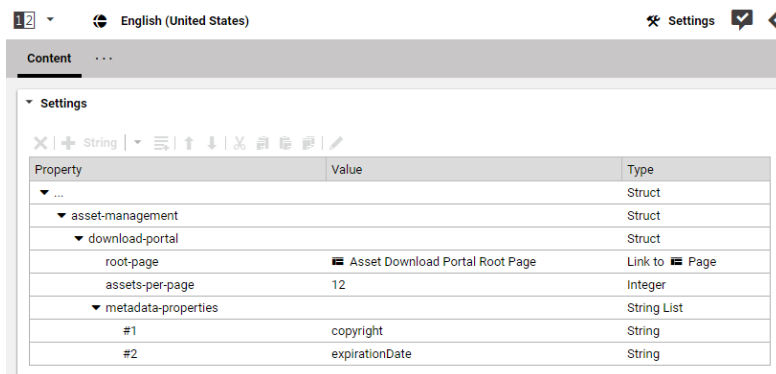 12 English (United States) Settings
Content ...
Settings
String
Property Value Type
... Struct
asset-management Struct
download-portal Struct
root-page Asset Download Portal Root Page Link to Page
assets-per-page 12 Integer
metadata-properties String List
#1 copyright String
#2 expirationDate String